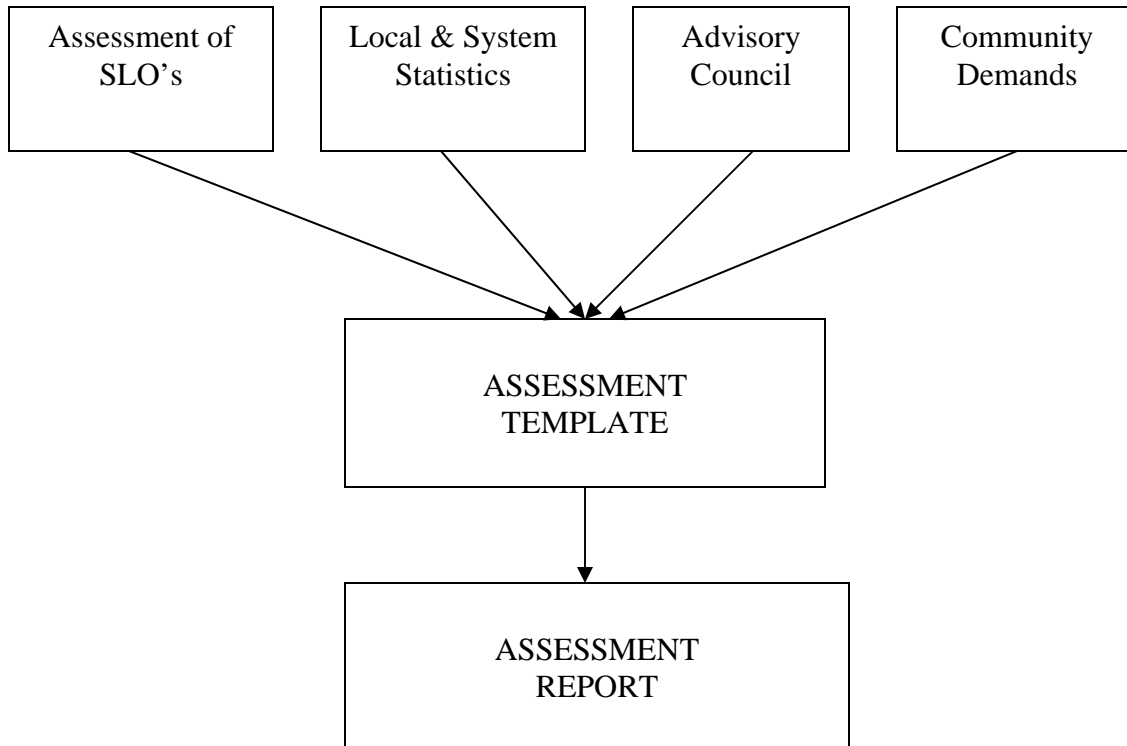 Assessment of
SLO’s
Local & System
Statistics
Advisory
Council
Community
Demands
ASSESSMENT
TEMPLATE
ASSESSMENT
REPORT